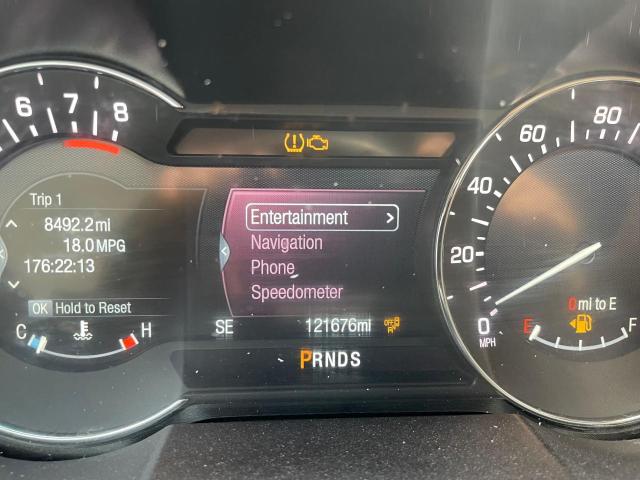 6 7 8
Trip 1
8492.2mi
18.0MPG
176:22:13
OK Hold to Reset
C H
Entertainment >
Navigation
Phone
Speedometer
SE 121676mi OFF
PRNDS
0 20 40 60 80
MPH
0mi to E
E F